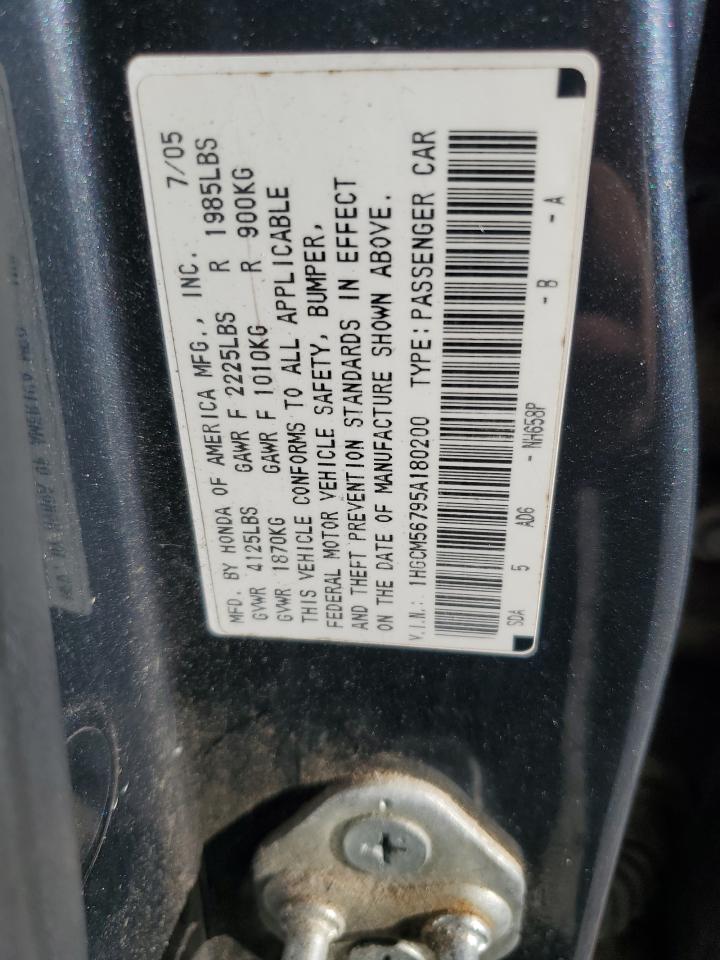 MFD. BY HONDA OF AMERICA MFG., INC. 7/05
GVWR 4125LBS GAWR F 2225LBS R 1985LBS
GVWR 1870KG GAWR F 1010KG R 900KG
THIS VEHICLE CONFORMS TO ALL APPLICABLE
FEDERAL MOTOR VEHICLE SAFETY, BUMPER,
AND THEFT PREVENTION STANDARDS IN EFFECT
ON THE DATE OF MANUFACTURE SHOWN ABOVE.
V.I.N.: 1HGCM56795A180200 TYPE: PASSENGER CAR
SDA 5 AD6 - NH658P - B - A